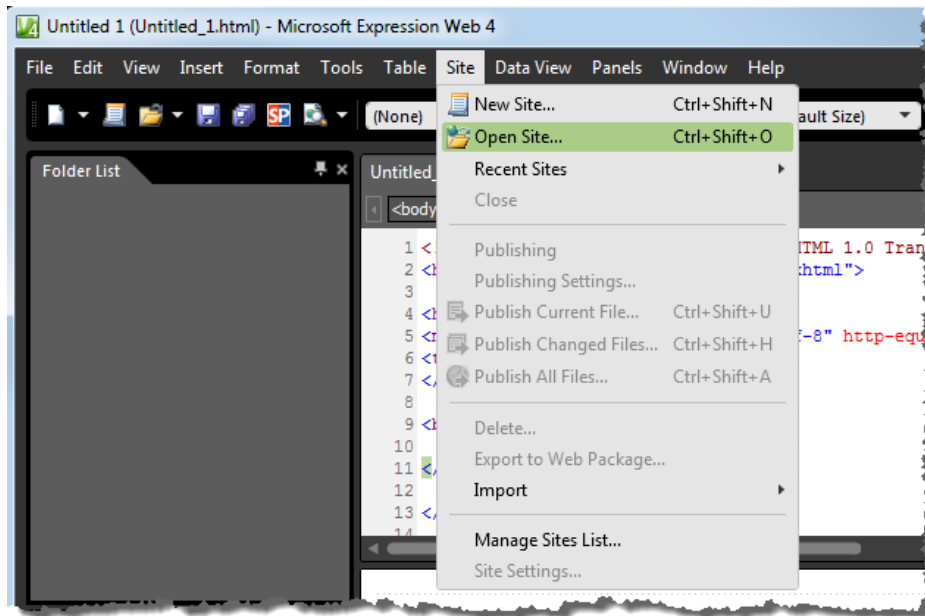 Untitled 1 (Untitled_1.html) - Microsoft Expression Web 4
File Edit View Insert Format Tools Table Site Data View Panels Window Help
SP (None) ault Size)
New Site... Ctrl+Shift+N
Open Site... Ctrl+Shift+O
Recent Sites
Close
Publishing
Publishing Settings...
Publish Current File... Ctrl+Shift+U
Publish Changed Files... Ctrl+Shift+H
Publish All Files... Ctrl+Shift+A
Delete...
Export to Web Package...
Import
Manage Sites List...
Site Settings...
Folder List
Untitled_
<body
1 < TML 1.0 Tran
2 <h html">
3
4 <h
5 <m f-8" http-equ
6 <t
7 </
8
9 <b
10
11 </
12
13 </
14